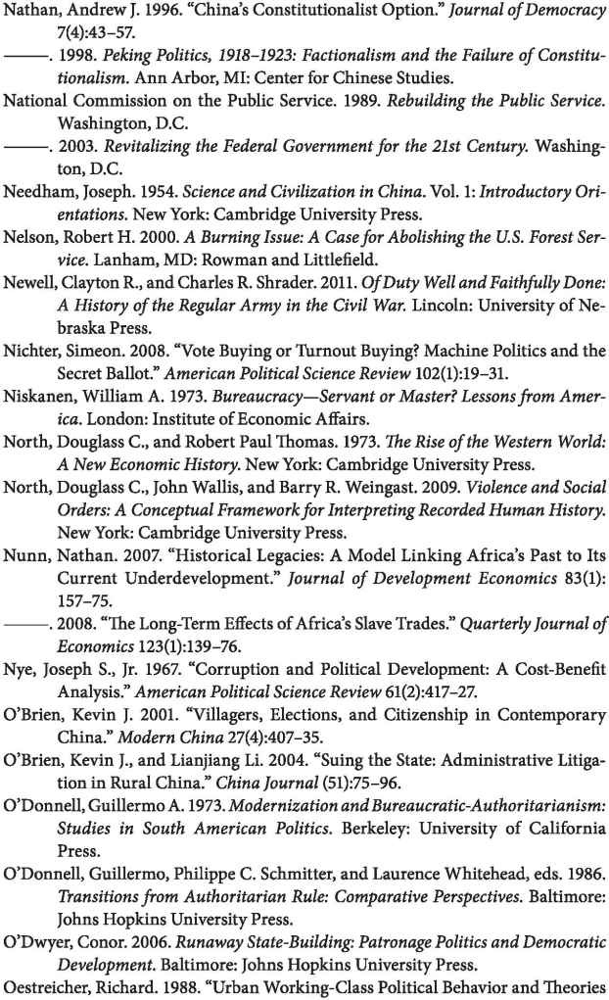 Nathan, Andrew J. 1996. “China’s Constitutionalist Option.” Journal of Democracy
7(4):43–57.
———. 1998. Peking Politics, 1918–1923: Factionalism and the Failure of Constitu-
tionalism. Ann Arbor, MI: Center for Chinese Studies.
National Commission on the Public Service. 1989. Rebuilding the Public Service.
Washington, D.C.
———. 2003. Revitalizing the Federal Government for the 21st Century. Washing-
ton, D.C.
Needham, Joseph. 1954. Science and Civilization in China. Vol. 1: Introductory Ori-
entations. New York: Cambridge University Press.
Nelson, Robert H. 2000. A Burning Issue: A Case for Abolishing the U.S. Forest Ser-
vice. Lanham, MD: Rowman and Littlefield.
Newell, Clayton R., and Charles R. Shrader. 2011. Of Duty Well and Faithfully Done:
A History of the Regular Army in the Civil War. Lincoln: University of Ne-
braska Press.
Nichter, Simeon. 2008. “Vote Buying or Turnout Buying? Machine Politics and the
Secret Ballot.” American Political Science Review 102(1):19–31.
Niskanen, William A. 1973. Bureaucracy—Servant or Master? Lessons from Amer-
ica. London: Institute of Economic Affairs.
North, Douglass C., and Robert Paul Thomas. 1973. The Rise of the Western World:
A New Economic History. New York: Cambridge University Press.
North, Douglass C., John Wallis, and Barry R. Weingast. 2009. Violence and Social
Orders: A Conceptual Framework for Interpreting Recorded Human History.
New York: Cambridge University Press.
Nunn, Nathan. 2007. “Historical Legacies: A Model Linking Africa’s Past to Its
Current Underdevelopment.” Journal of Development Economics 83(1):
157–75.
———. 2008. “The Long-Term Effects of Africa’s Slave Trades.” Quarterly Journal of
Economics 123(1):139–76.
Nye, Joseph S., Jr. 1967. “Corruption and Political Development: A Cost-Benefit
Analysis.” American Political Science Review 61(2):417–27.
O’Brien, Kevin J. 2001. “Villagers, Elections, and Citizenship in Contemporary
China.” Modern China 27(4):407–35.
O’Brien, Kevin J., and Lianjiang Li. 2004. “Suing the State: Administrative Litiga-
tion in Rural China.” China Journal (51):75–96.
O’Donnell, Guillermo A. 1973. Modernization and Bureaucratic-Authoritarianism:
Studies in South American Politics. Berkeley: University of California
Press.
O’Donnell, Guillermo, Philippe C. Schmitter, and Laurence Whitehead, eds. 1986.
Transitions from Authoritarian Rule: Comparative Perspectives. Baltimore:
Johns Hopkins University Press.
O’Dwyer, Conor. 2006. Runaway State-Building: Patronage Politics and Democratic
Development. Baltimore: Johns Hopkins University Press.
Oestreicher, Richard. 1988. “Urban Working-Class Political Behavior and Theories